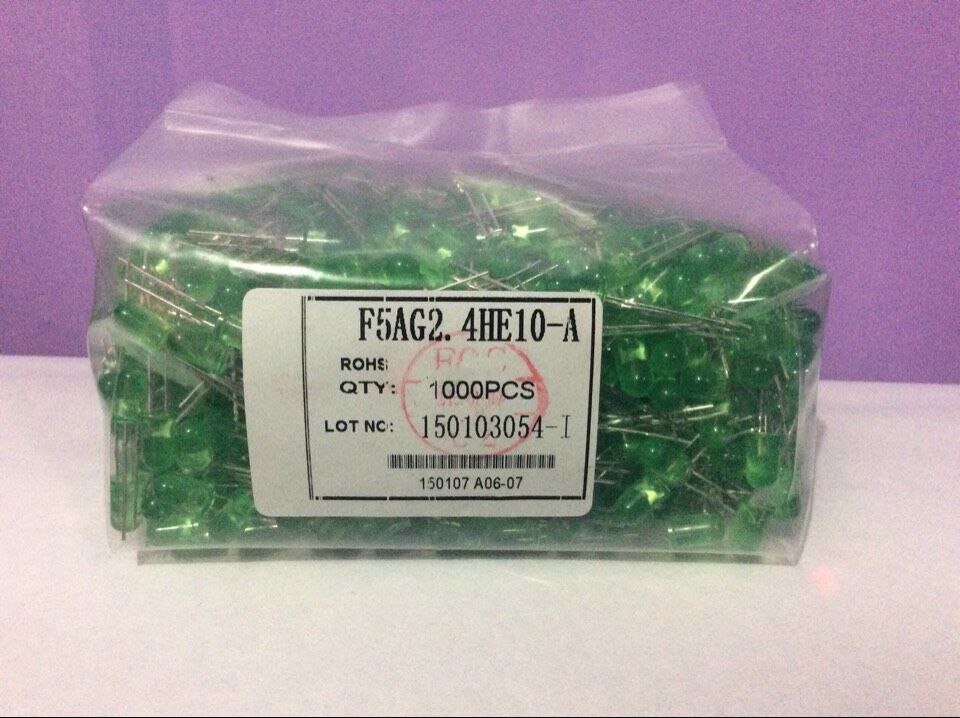 F5AG2.4HE10-A
ROHS
QTY: 1000PCS
LOT NO: 150103054-I
150107 A06-07